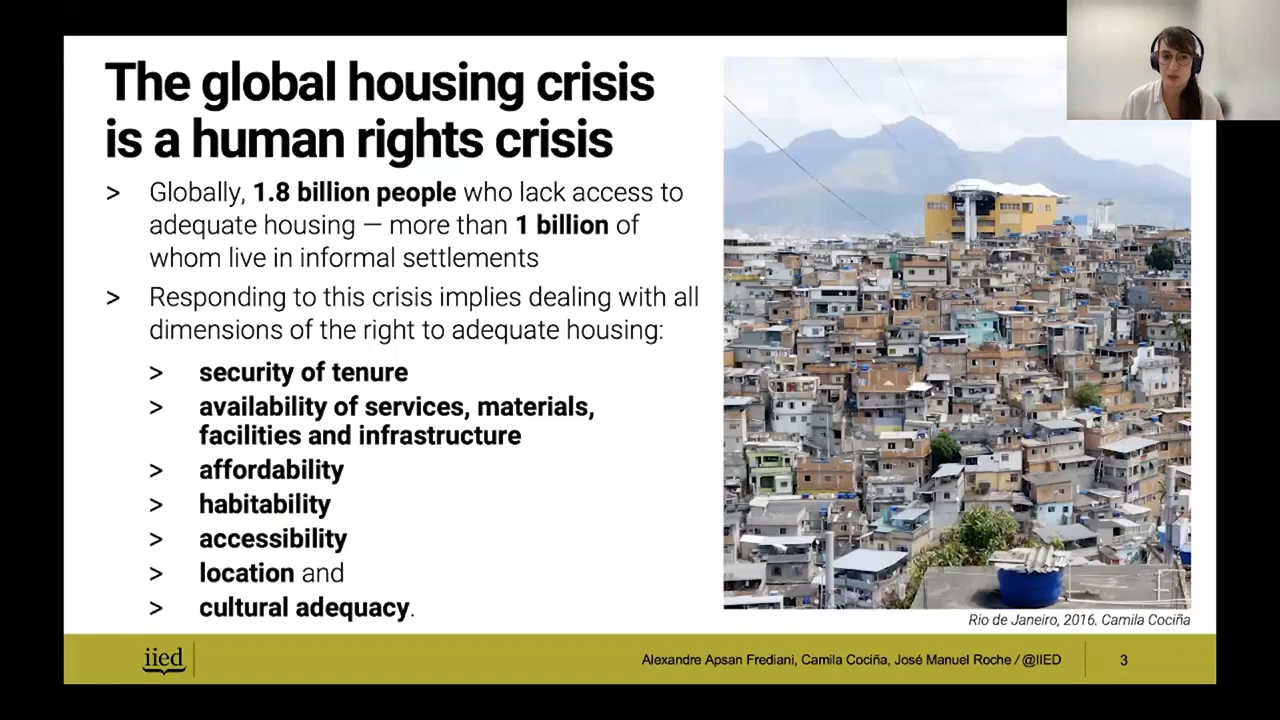 The global housing crisis
is a human rights crisis
> Globally, 1.8 billion people who lack access to
adequate housing — more than 1 billion of
whom live in informal settlements
> Responding to this crisis implies dealing with all
dimensions of the right to adequate housing:
> security of tenure
> availability of services, materials,
facilities and infrastructure
> affordability
> habitability
> accessibility
> location and
> cultural adequacy.
Rio de Janeiro, 2016. Camila Cociña
iied
Alexandre Apsan Frediani, Camila Cociña, José Manuel Roche / @IIED
3